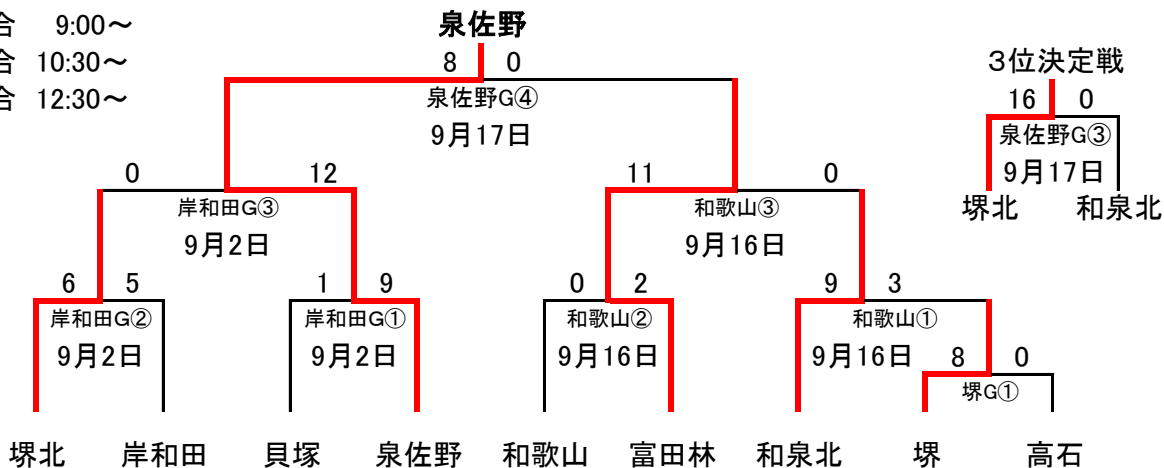 合 9:00～
合 10:30～
合 12:30～
泉佐野
8 0
泉佐野G④
9月17日
３位決定戦
16 0
泉佐野G③
9月17日
堺北 和泉北
0 12
岸和田G③
9月2日
11 0
和歌山③
9月16日
6 5
岸和田G②
9月2日
1 9
岸和田G①
9月2日
0 2
和歌山②
9月16日
9 3
和歌山①
9月16日
8 0
堺G①
堺北 岸和田 貝塚 泉佐野 和歌山 富田林 和泉北 堺 高石